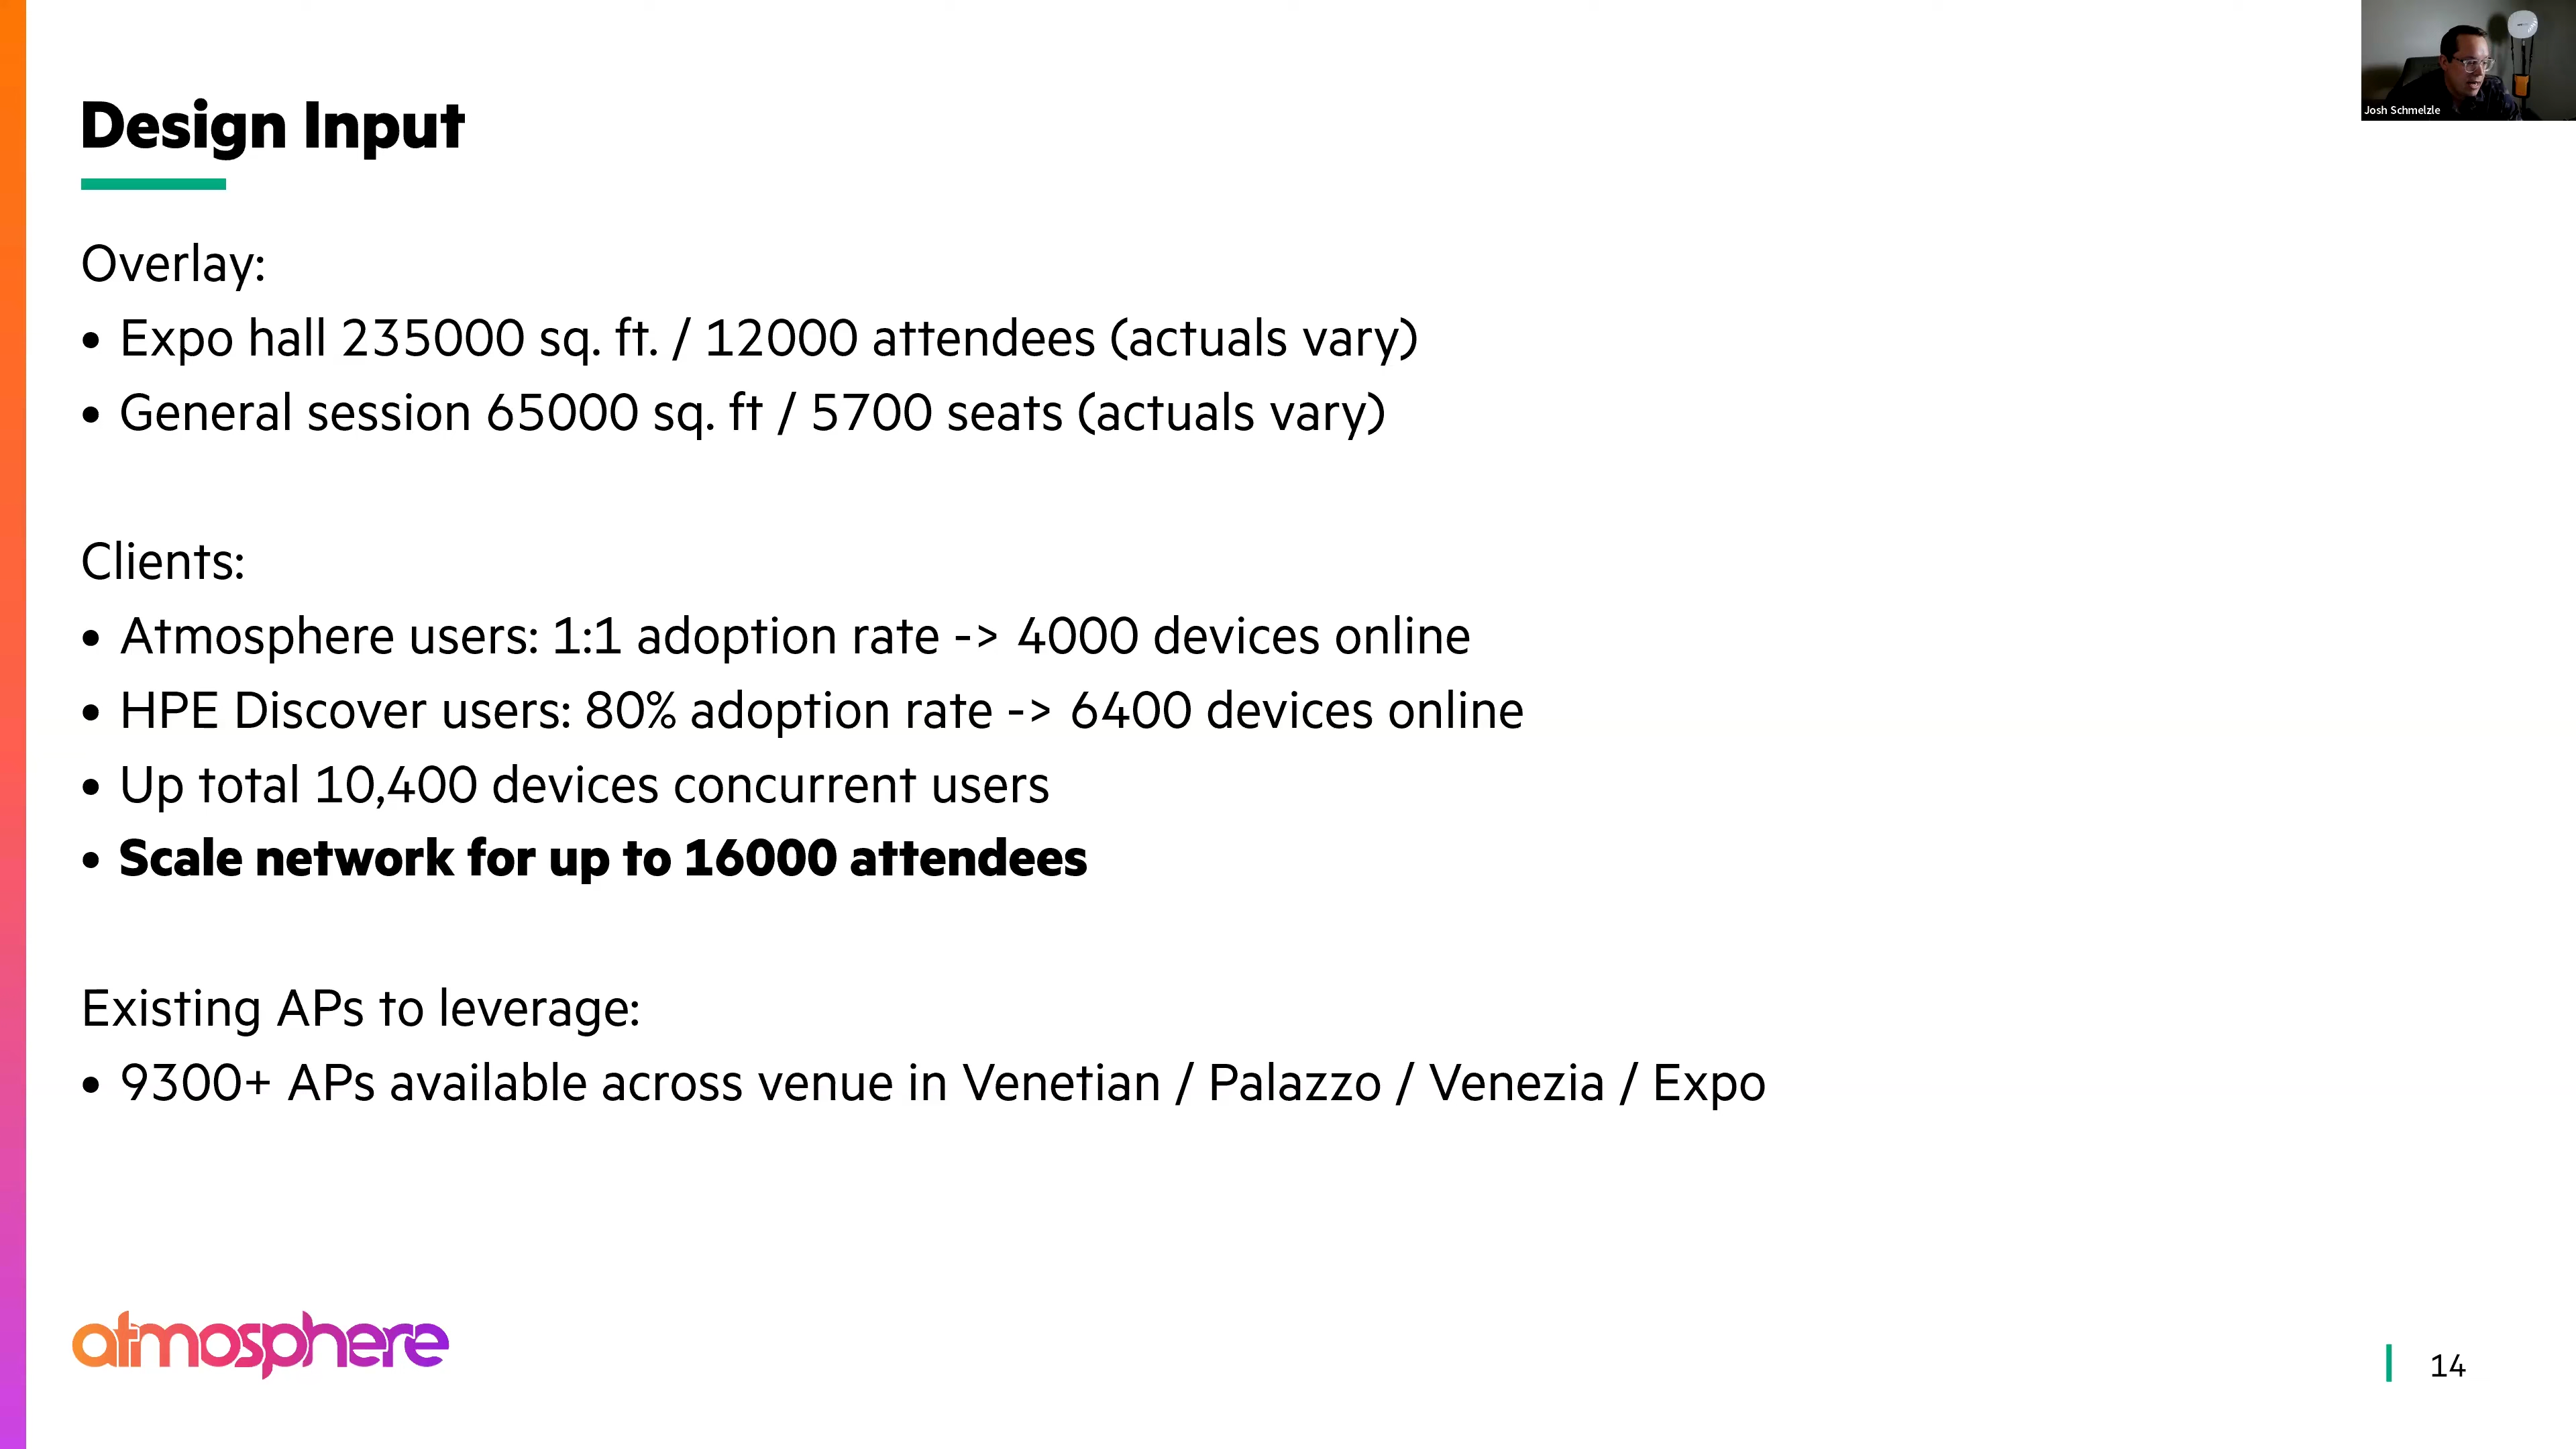 Josh Schmelzle
Design Input
Overlay:
• Expo hall 235000 sq. ft. / 12000 attendees (actuals vary)
• General session 65000 sq. ft / 5700 seats (actuals vary)
Clients:
• Atmosphere users: 1:1 adoption rate -> 4000 devices online
• HPE Discover users: 80% adoption rate -> 6400 devices online
• Up total 10,400 devices concurrent users
• Scale network for up to 16000 attendees
Existing APs to leverage:
• 9300+ APs available across venue in Venetian / Palazzo / Venezia / Expo
atmosphere
14